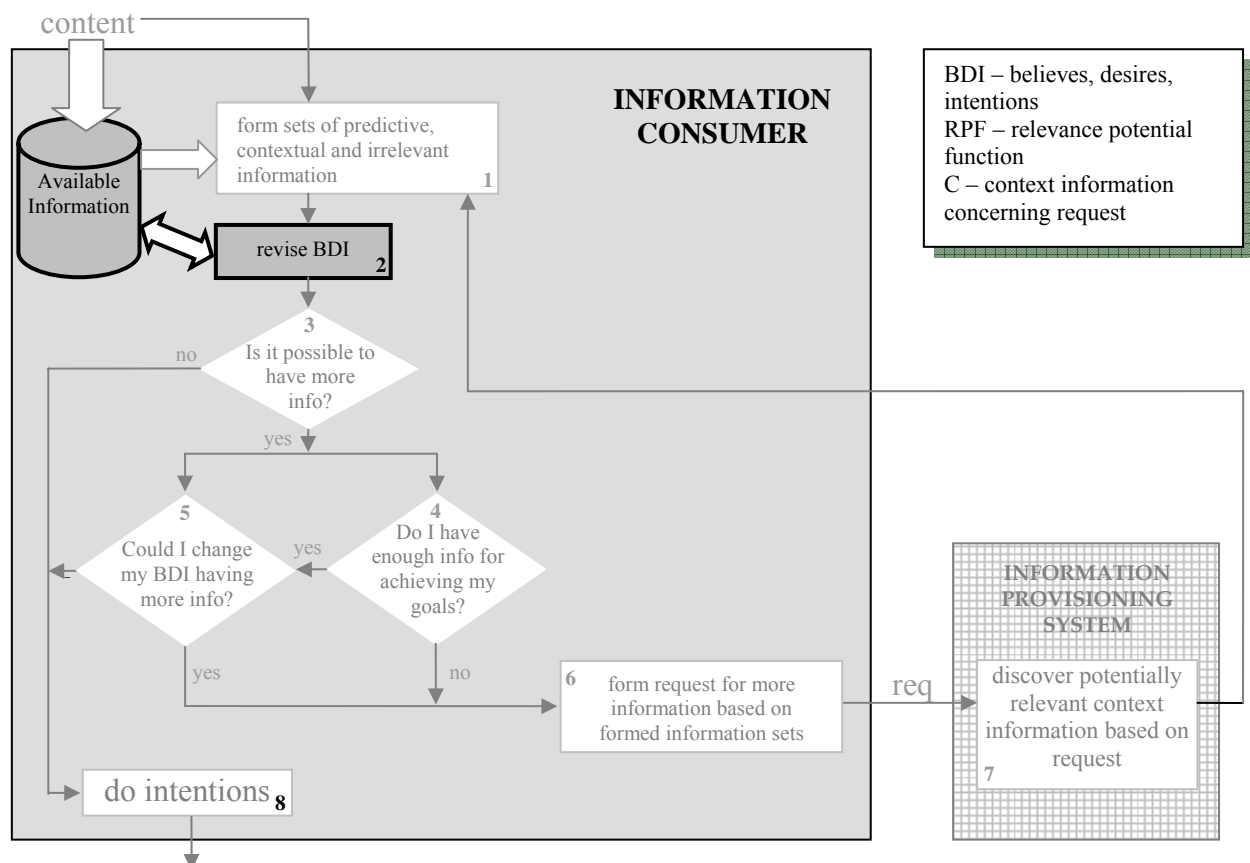 content
INFORMATION
CONSUMER
BDI – believes, desires,
intentions
RPF – relevance potential
function
C – context information
concerning request
form sets of predictive,
contextual and irrelevant
information
1
Available
Information
revise BDI
2
3
Is it possible to
have more
info?
no
yes
5
Could I change
my BDI having
more info?
yes
4
Do I have
enough info for
achieving my
goals?
yes
no
6
form request for more
information based on
formed information sets
req
INFORMATION
PROVISIONING
SYSTEM
discover potentially
relevant context
information based on
request
7
do intentions
8